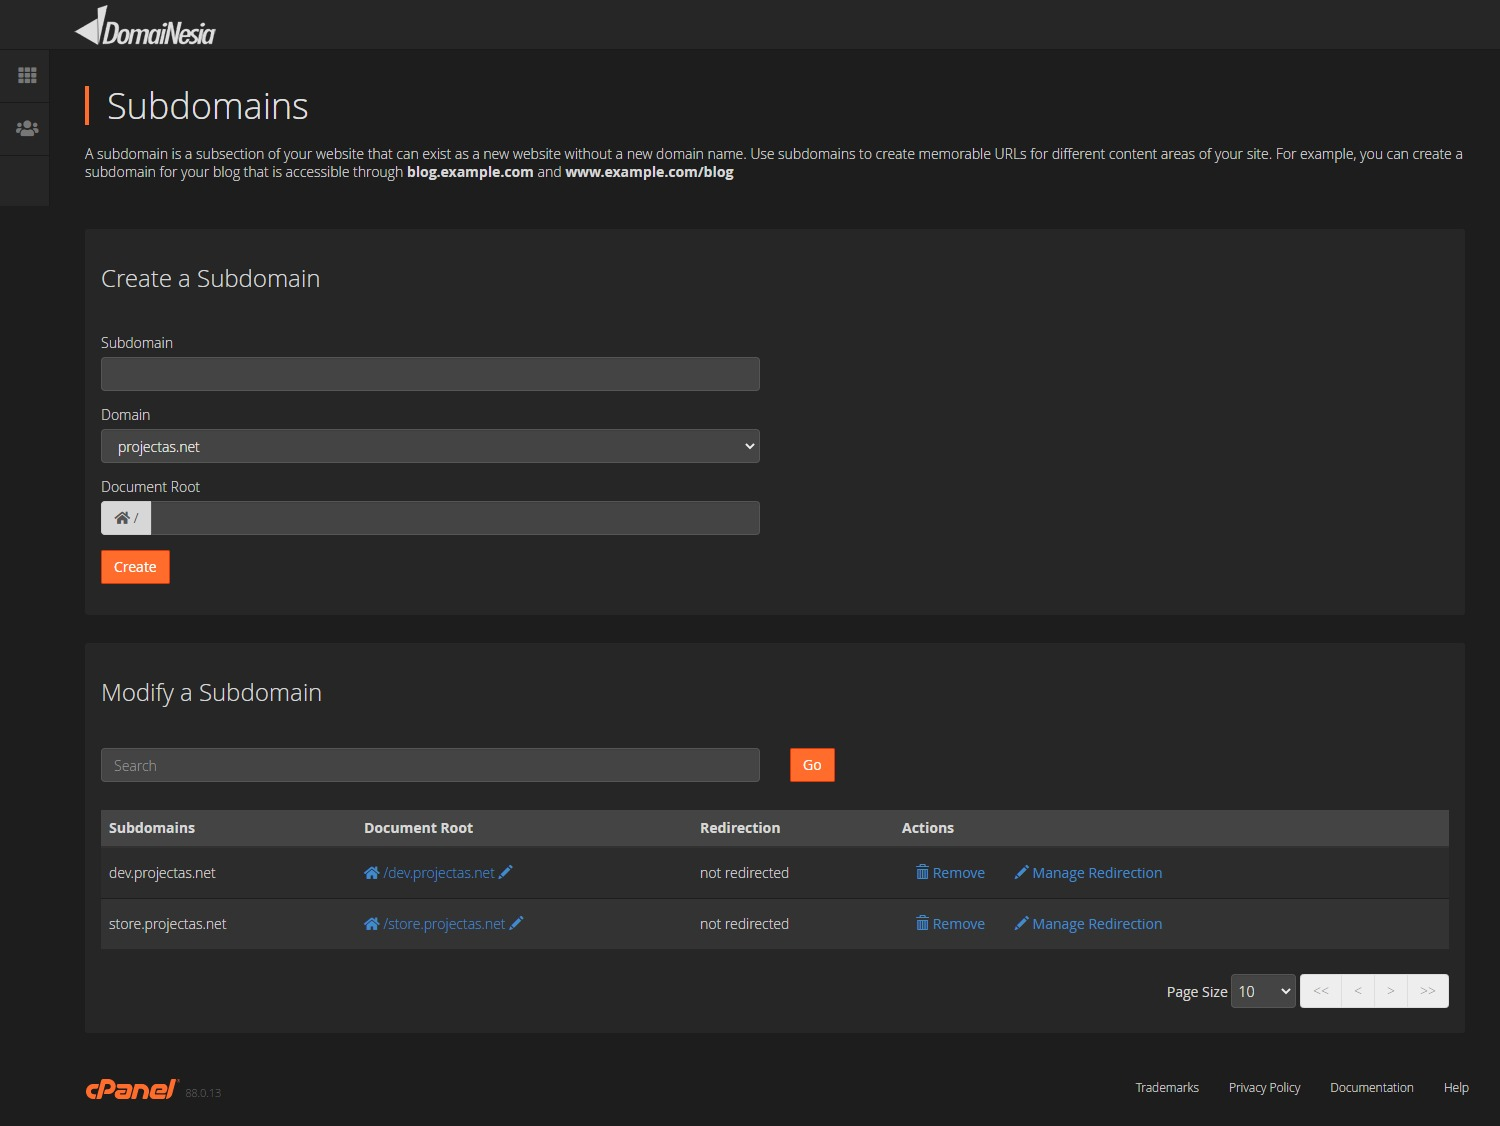 DomaiNesia
Subdomains
A subdomain is a subsection of your website that can exist as a new website without a new domain name. Use subdomains to create memorable URLs for different content areas of your site. For example, you can create a
subdomain for your blog that is accessible through blog.example.com and www.example.com/blog
Create a Subdomain
Subdomain
Domain
projectas.net
Document Root
/
Create
Modify a Subdomain
Search Go
Subdomains Document Root Redirection Actions
dev.projectas.net /dev.projectas.net not redirected Remove Manage Redirection
store.projectas.net /store.projectas.net not redirected Remove Manage Redirection
Page Size 10 << < > >>
cPanel 88.0.13 Trademarks Privacy Policy Documentation Help